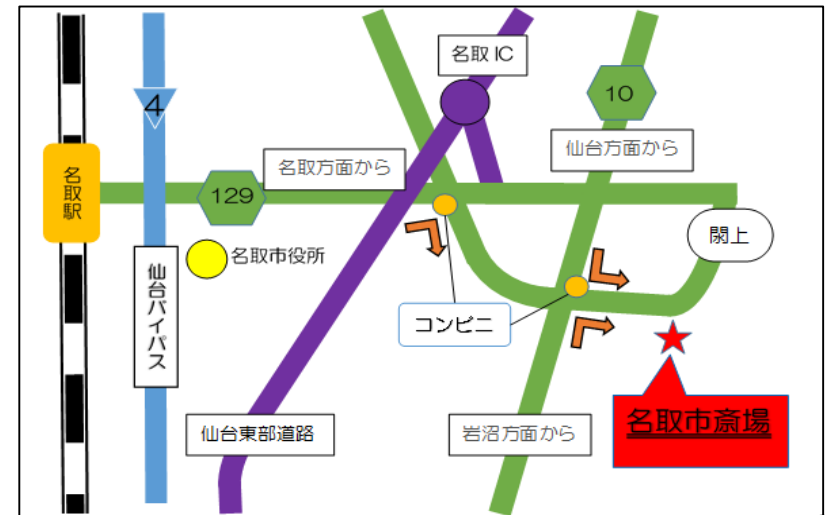 名取 IC
4
10
仙台方面から
名取方面から
名取駅
129
閖上
名取市役所
仙台バイパス
コンビニ
名取市斎場
仙台東部道路
岩沼方面から